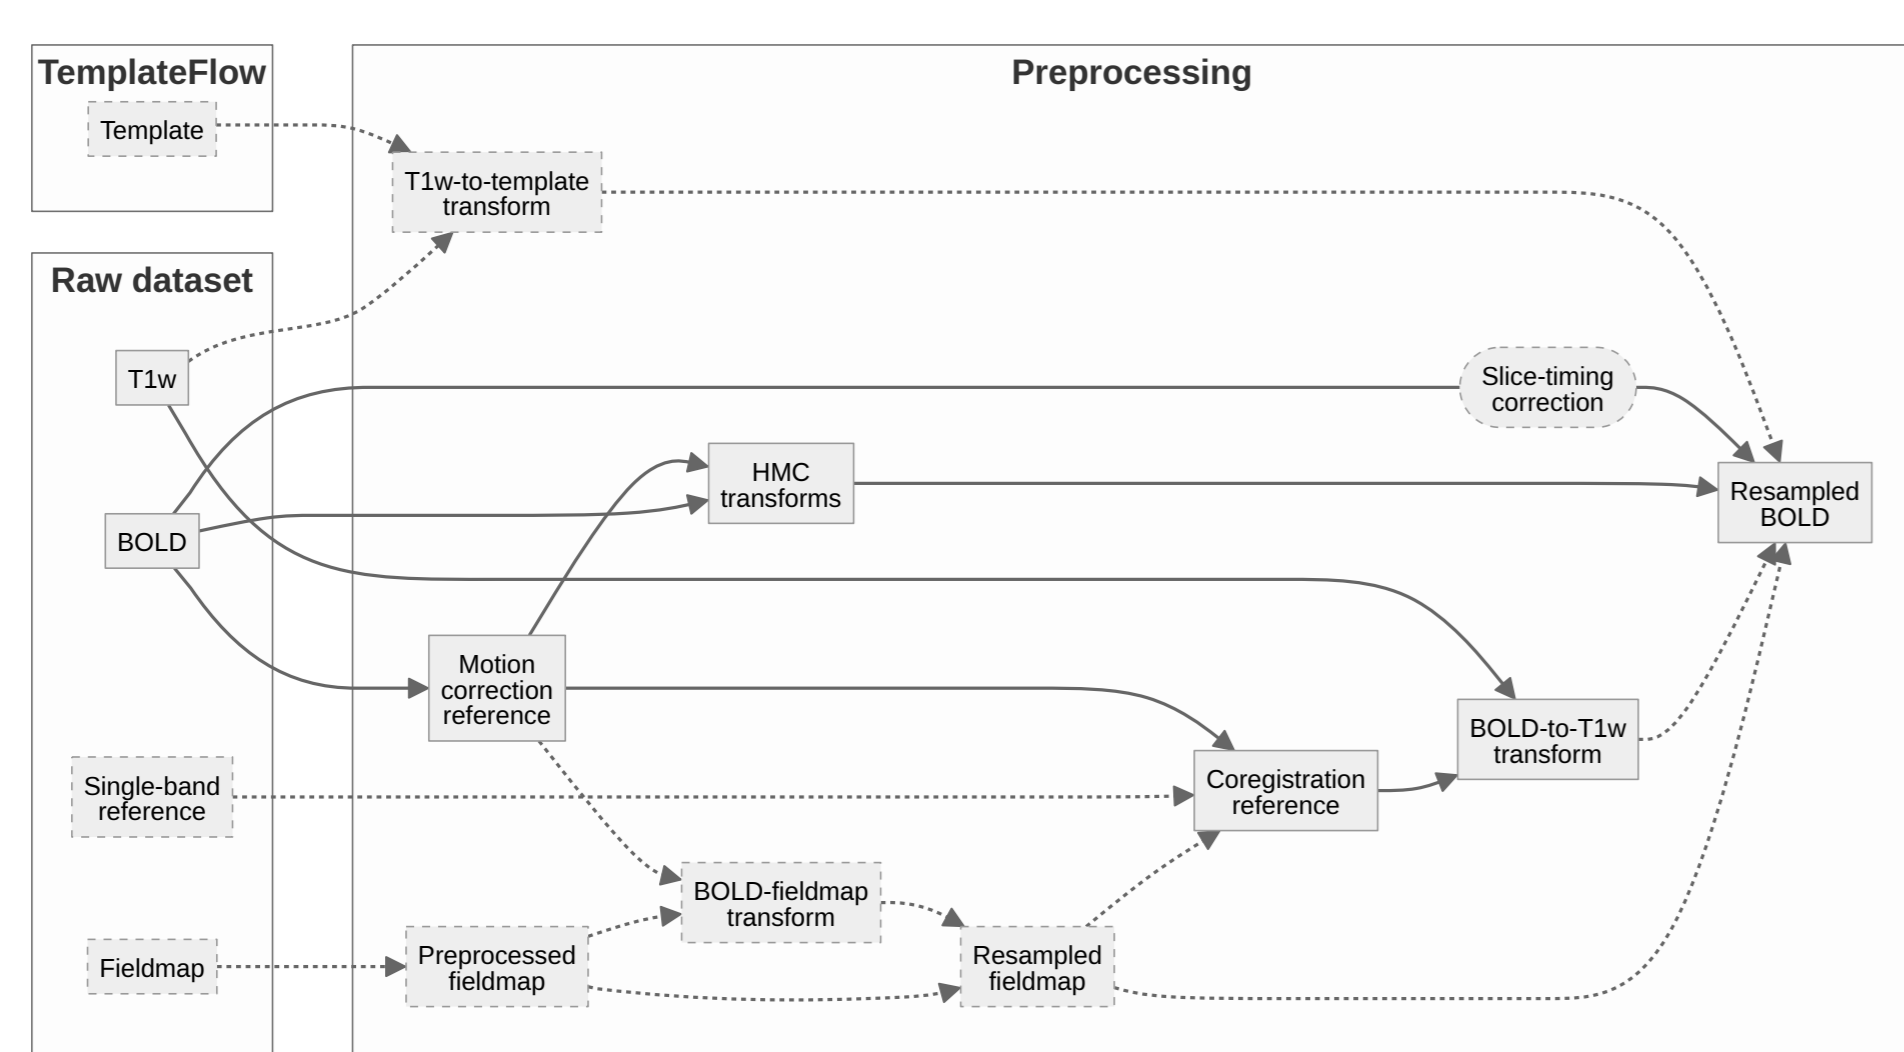 TemplateFlow
Template
Raw dataset
T1w
BOLD
Single-band
reference
Fieldmap
Preprocessing
T1w-to-template
transform
Slice-timing
correction
HMC
transforms
Resampled
BOLD
Motion
correction
reference
BOLD-to-T1w
transform
Coregistration
reference
BOLD-fieldmap
transform
Preprocessed
fieldmap
Resampled
fieldmap